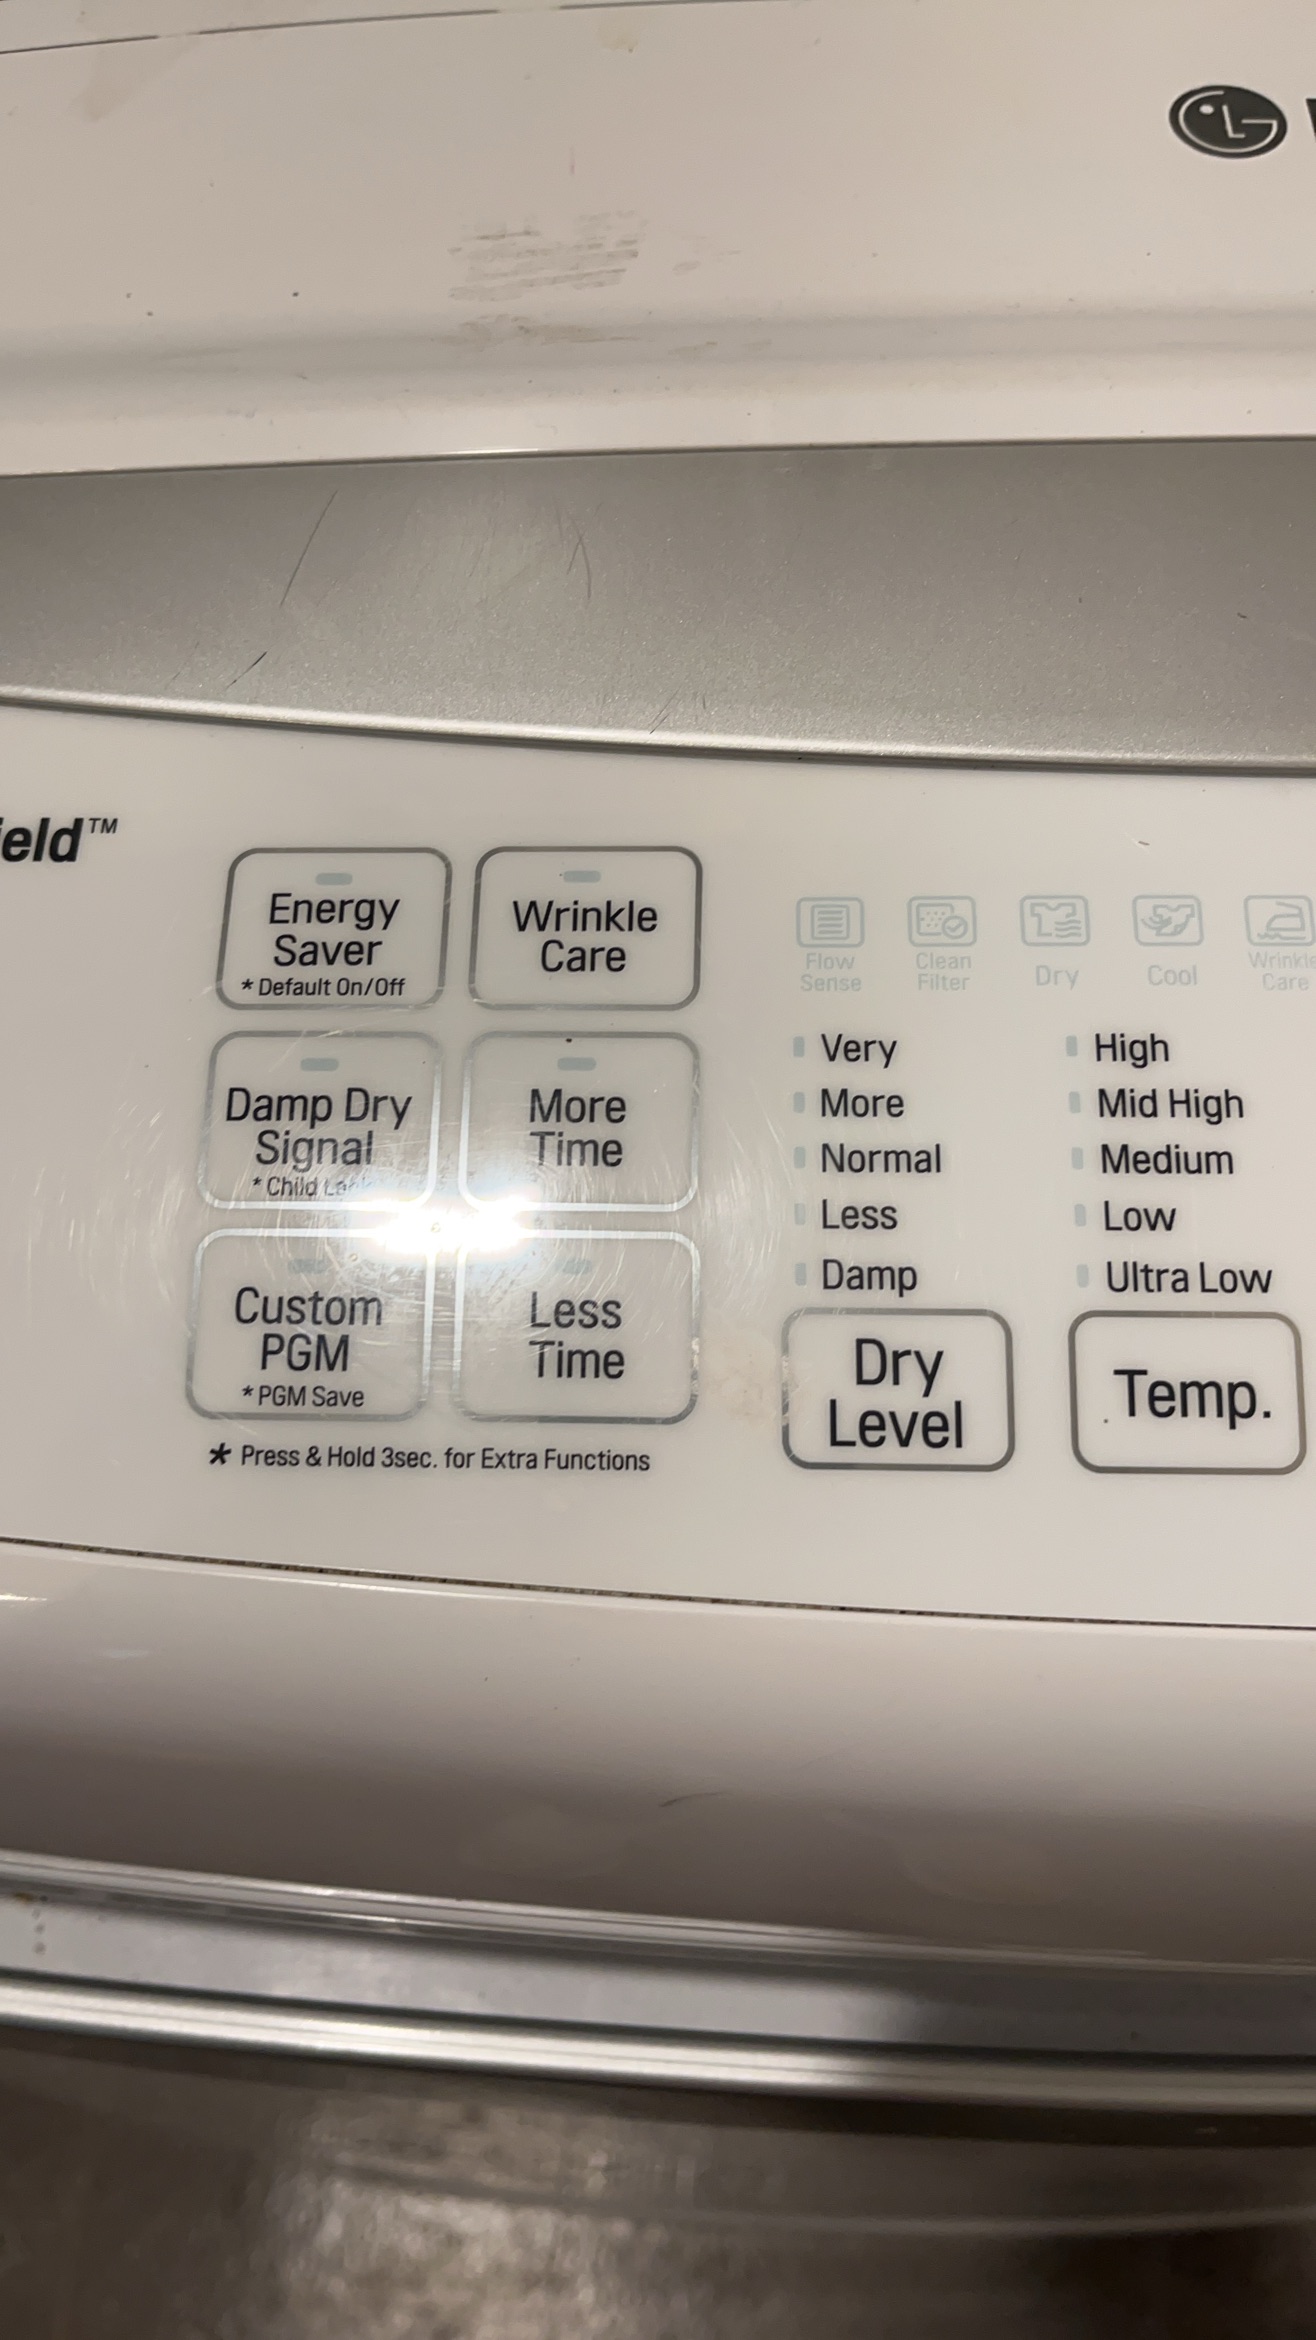 LG
eld™
Energy
Saver
* Default On/Off
Wrinkle
Care
Damp Dry
Signal
* Child
More
Time
Custom
PGM
* PGM Save
Less
Time
* Press & Hold 3sec. for Extra Functions
Flow
Sense
Clean
Filter
Dry
Cool
Wrinkle
Care
Very
More
Normal
Less
Damp
Dry
Level
High
Mid High
Medium
Low
Ultra Low
Temp.